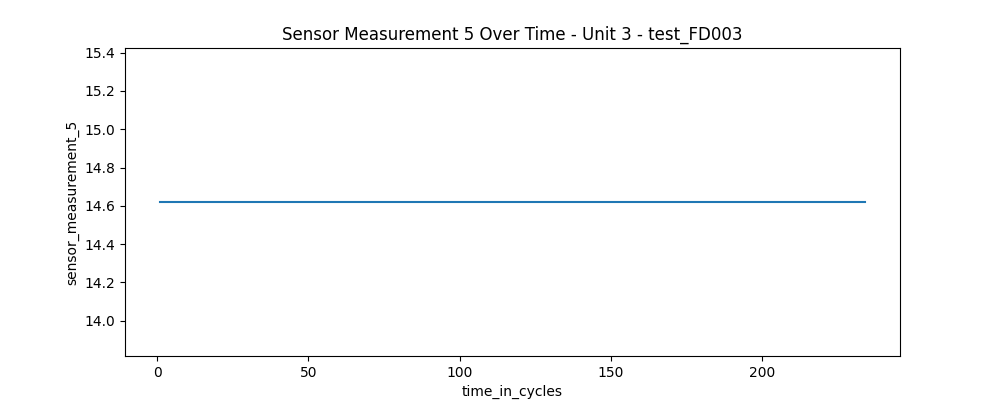 Sensor Measurement 5 Over Time - Unit 3 - test_FD003
15.4
15.2
15.0
14.8
14.6
14.4
14.2
14.0
sensor_measurement_5
0 50 100 150 200
time_in_cycles